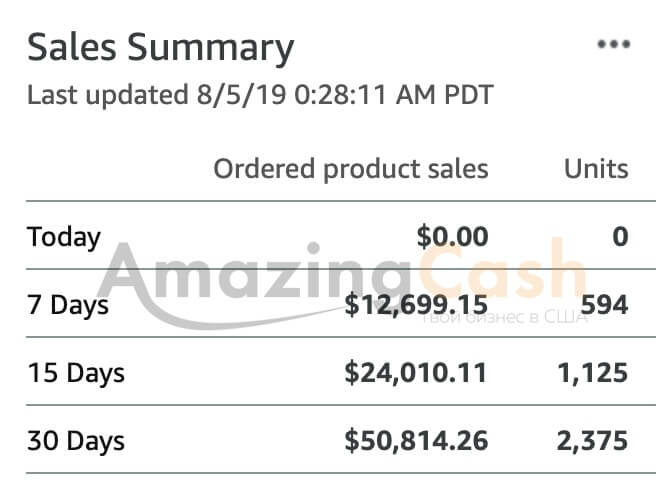 Sales Summary
Last updated 8/5/19 0:28:11 AM PDT
Ordered product sales Units
Today $0.00 0
AmazingCash
7 Days $12,699.15 594
Твой бизнес в США
15 Days $24,010.11 1,125
30 Days $50,814.26 2,375